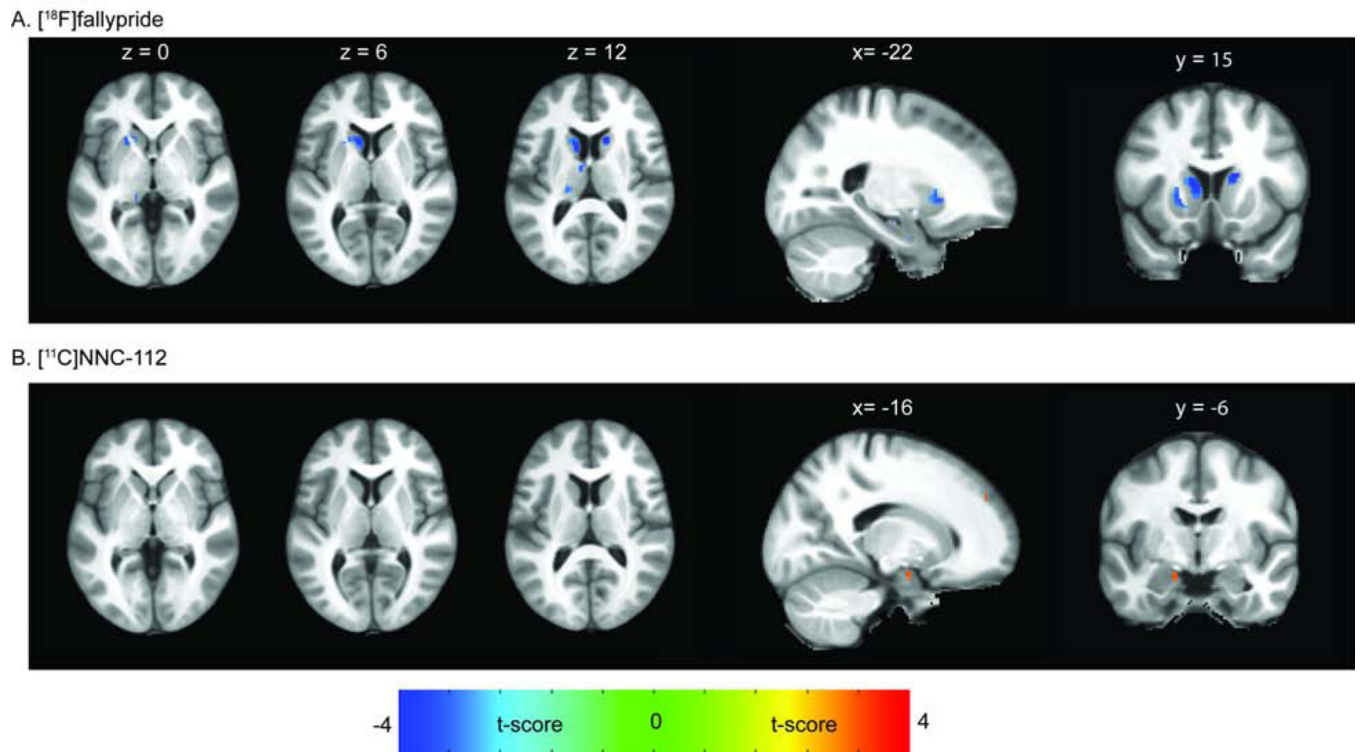 A. [¹⁸F]fallypride
z = 0 z = 6 z = 12 x= -22 y = 15
B. [¹¹C]NNC-112
x= -16 y = -6
-4 t-score 0 t-score 4